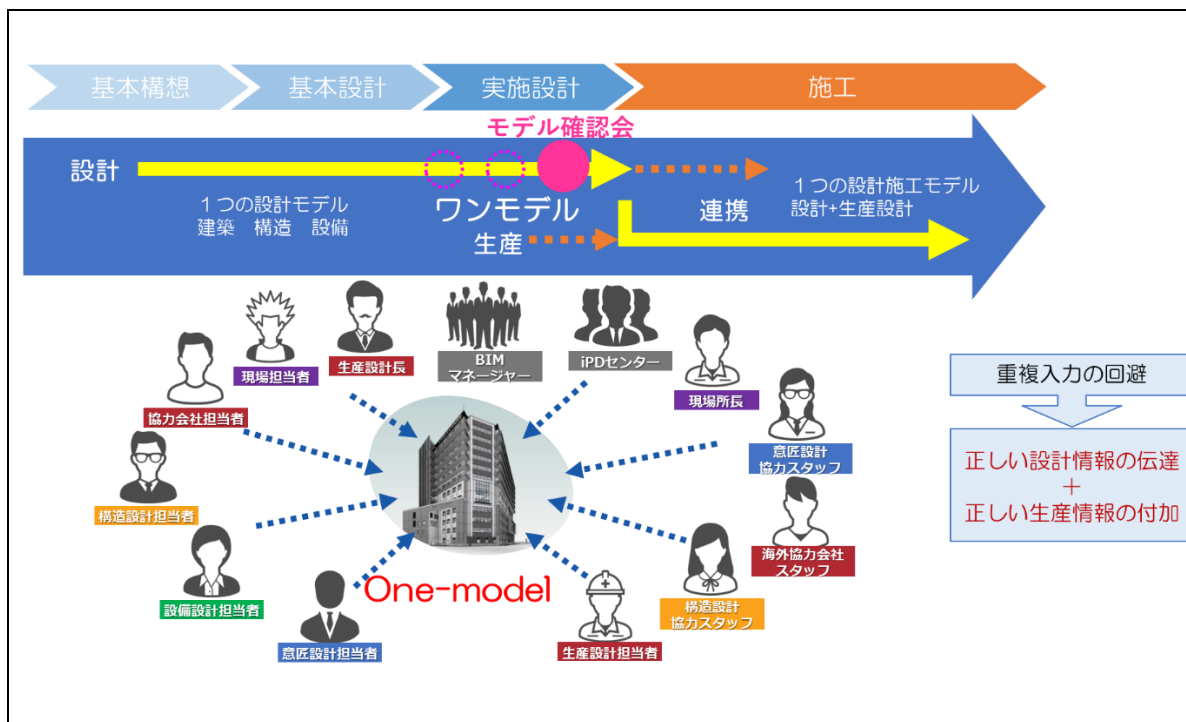 基本構想
基本設計
実施設計
施工
モデル確認会
設計
１つの設計モデル
建築　構造　設備
ワンモデル
生産
連携
１つの設計施工モデル
設計+生産設計
現場担当者
生産設計長
BIM
マネージャー
iPDセンター
現場所長
協力会社担当者
意匠設計
協力スタッフ
構造設計担当者
海外協力会社
スタッフ
設備設計担当者
One-model
構造設計
協力スタッフ
意匠設計担当者
生産設計担当者
重複入力の回避
正しい設計情報の伝達
+
正しい生産情報の付加